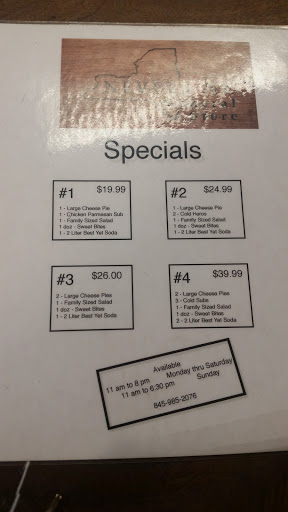 Store
Specials
#1 $19.99
1 - Large Cheese Pie
1 - Chicken Parmesan Sub
1 - Family Sized Salad
1 doz - Sweet Bites
1 - 2 Liter Best Yet Soda
#2 $24.99
1 - Large Cheese Pie
2 - Cold Heros
1 - Family Sized Salad
1 doz - Sweet Bites
1 - 2 Liter Best Yet Soda
#3 $26.00
2 - Large Cheese Pies
1 - Family Sized Salad
1 doz - Sweet Bites
1 - 2 Liter Best Yet Soda
#4 $39.99
2 - Large Cheese Pies
3 - Cold Subs
1 - Family Sized Salad
1 doz - Sweet Bites
2 - 2 Liter Best Yet Soda
Available
11 am to 8 pm Monday thru Saturday
11 am to 6:30 pm Sunday
845-985-2076